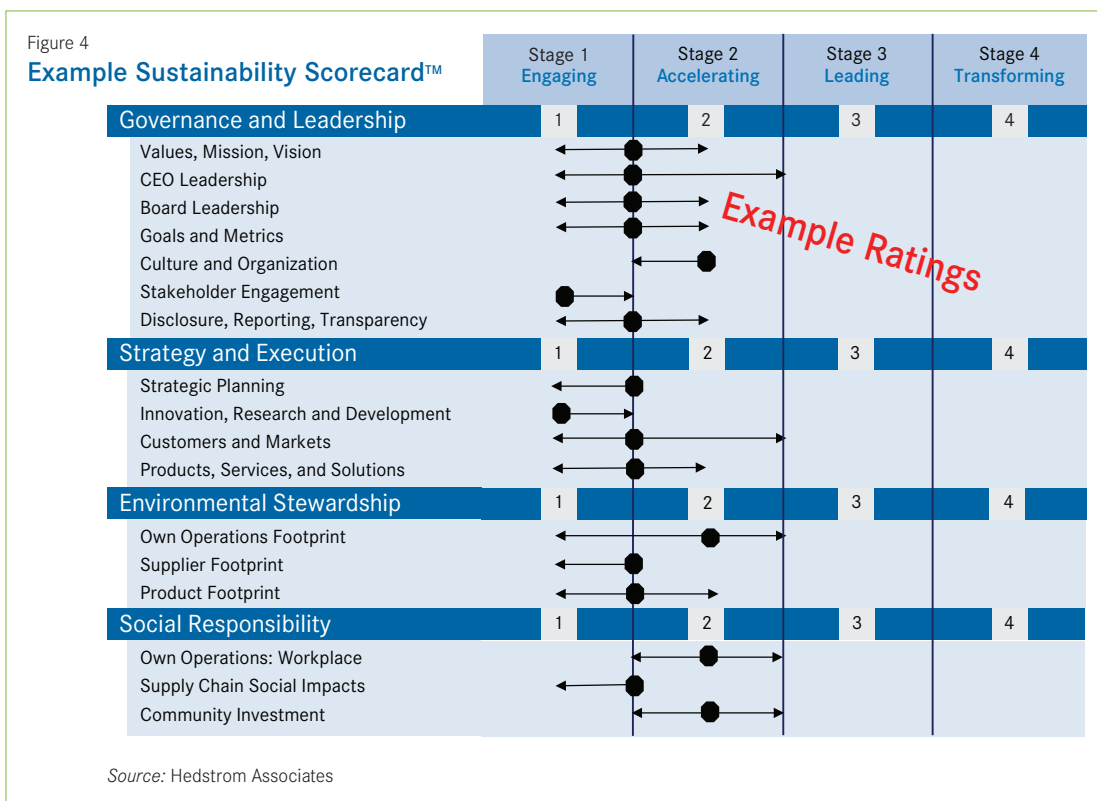 Figure 4
Example Sustainability Scorecard™
Stage 1 Stage 2 Stage 3 Stage 4
Engaging Accelerating Leading Transforming
Governance and Leadership 1 2 3 4
Values, Mission, Vision
CEO Leadership
Board Leadership
Goals and Metrics
Culture and Organization
Stakeholder Engagement
Disclosure, Reporting, Transparency
Example Ratings
Strategy and Execution 1 2 3 4
Strategic Planning
Innovation, Research and Development
Customers and Markets
Products, Services, and Solutions
Environmental Stewardship 1 2 3 4
Own Operations Footprint
Supplier Footprint
Product Footprint
Social Responsibility 1 2 3 4
Own Operations: Workplace
Supply Chain Social Impacts
Community Investment
Source: Hedstrom Associates